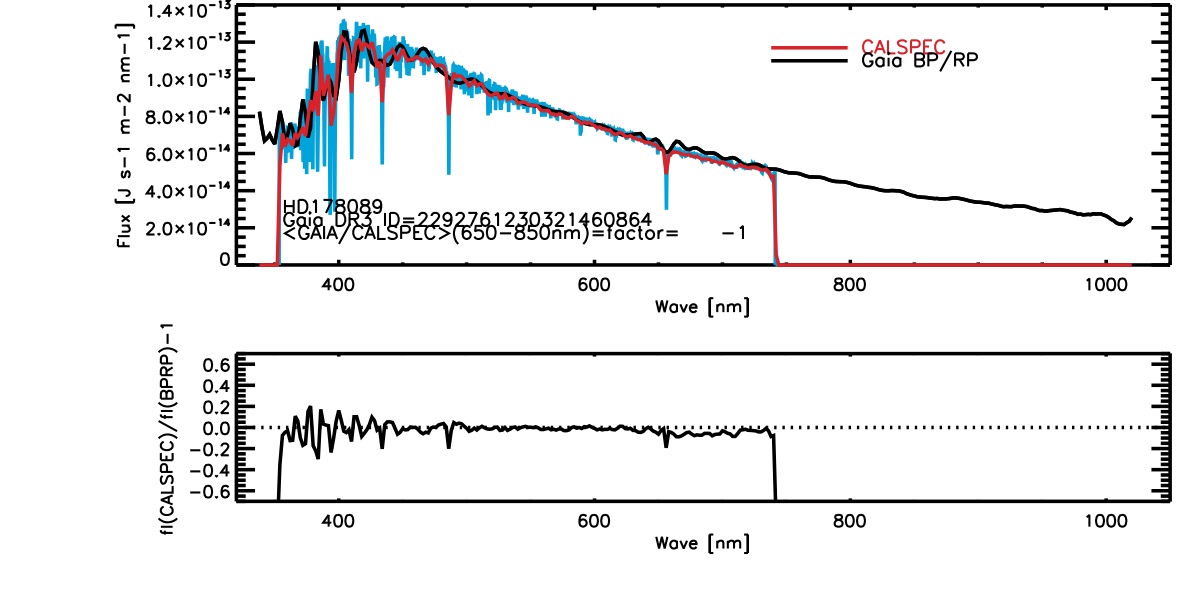 1.4×10⁻¹³
1.2×10⁻¹³
1.0×10⁻¹³
8.0×10⁻¹⁴
6.0×10⁻¹⁴
4.0×10⁻¹⁴
2.0×10⁻¹⁴
0
Flux [J s−1 m−2 nm−1]
CALSPEC
Gaia BP/RP
HD178089
Gaia DR3 ID=2292761230321460864
<GAIA/CALSPEC>(650−850nm)=factor= −1
400 600 800 1000
Wave [nm]
fl(CALSPEC)/fl(BPRP)−1
0.6
0.4
0.2
0.0
−0.2
−0.4
−0.6
400 600 800 1000
Wave [nm]